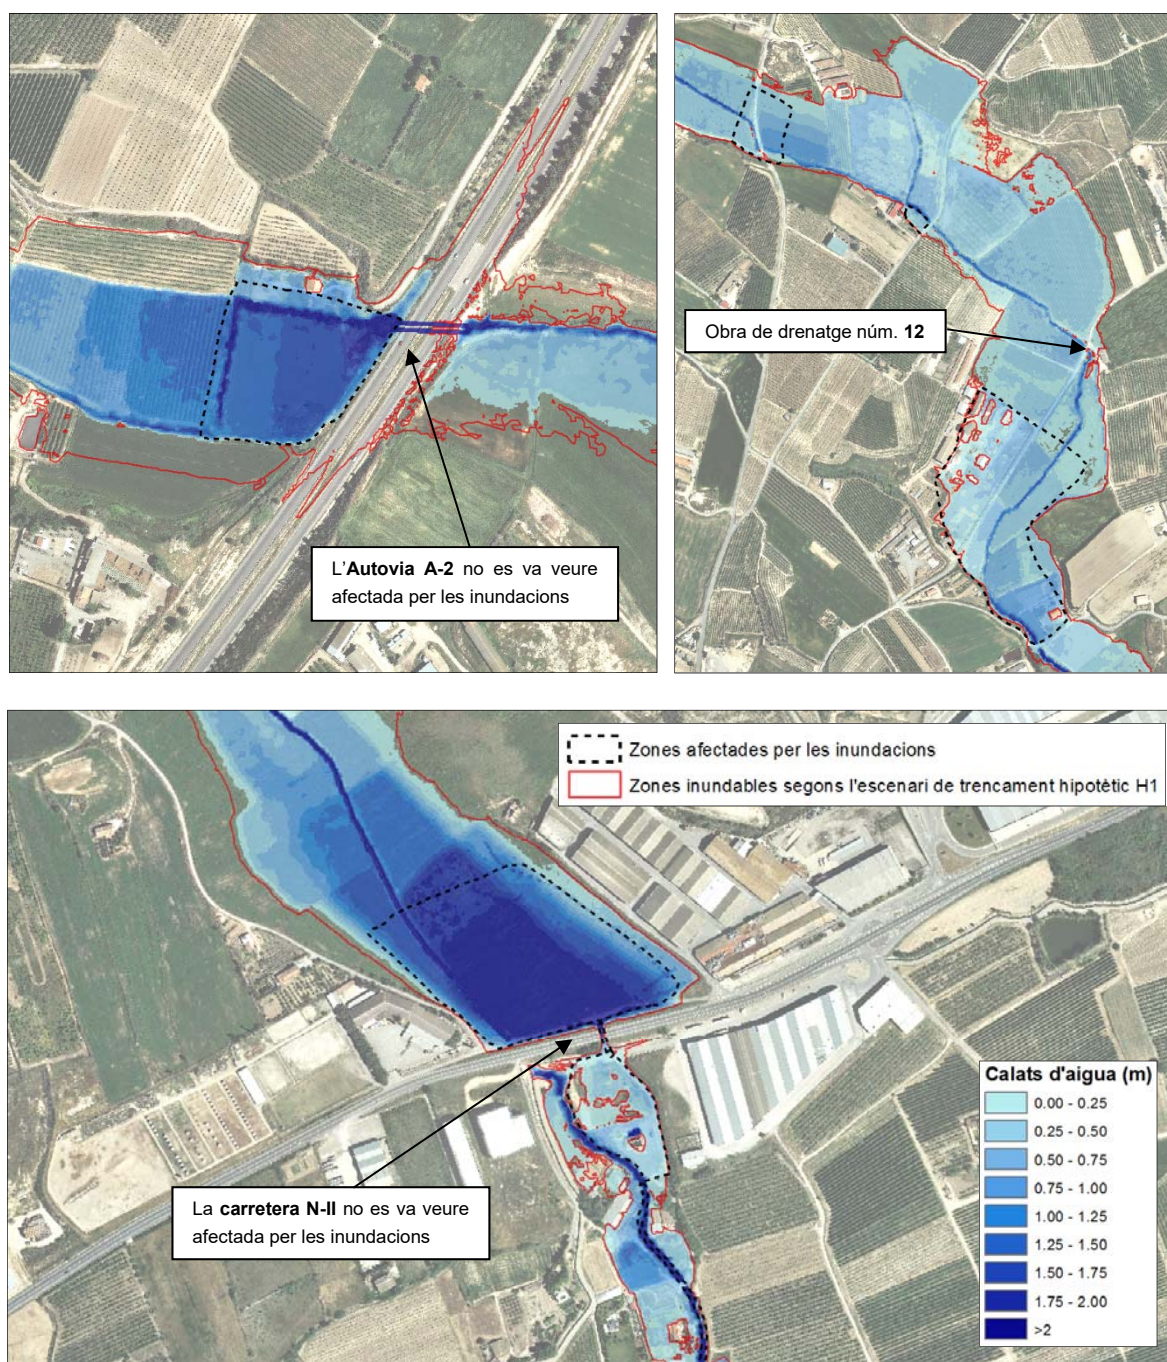 Obra de drenatge núm. 12
L'Autovia A-2 no es va veure
afectada per les inundacions
Zones afectades per les inundacions
Zones inundables segons l'escenari de trencament hipotètic H1
La carretera N-II no es va veure
afectada per les inundacions
Calats d'aigua (m)
0.00 - 0.25
0.25 - 0.50
0.50 - 0.75
0.75 - 1.00
1.00 - 1.25
1.25 - 1.50
1.50 - 1.75
1.75 - 2.00
>2